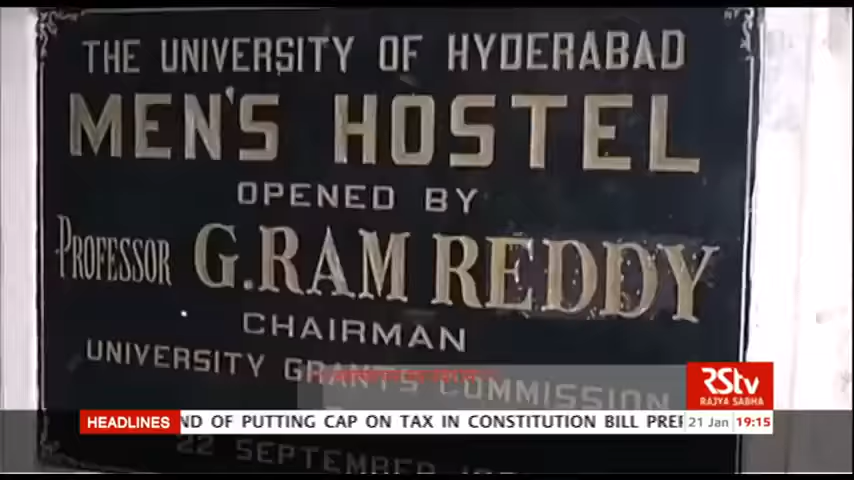 THE UNIVERSITY OF HYDERABAD
MEN'S HOSTEL
OPENED BY
PROFESSOR G.RAM REDDY
CHAIRMAN
UNIVERSITY GRANTS COMMISSION
22 SEPTEMBER
RStv
RAJYA SABHA
HEADLINES ND OF PUTTING CAP ON TAX IN CONSTITUTION BILL 21 Jan 19:15